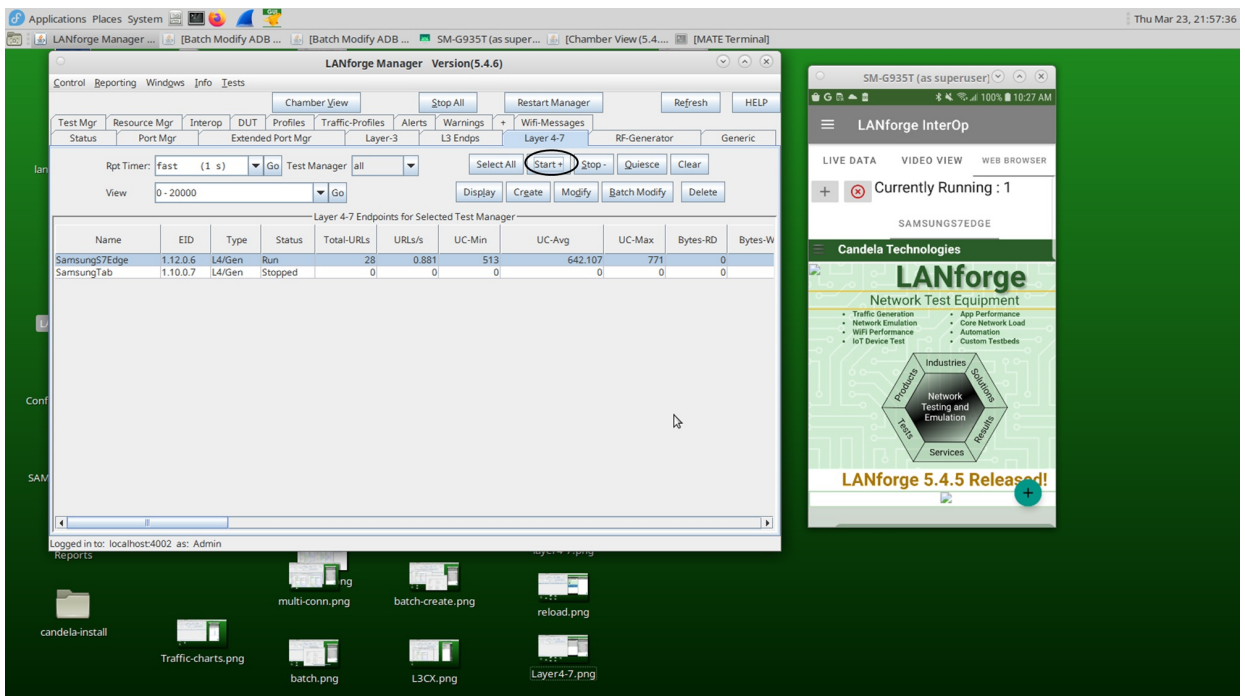 Applications Places System
Thu Mar 23, 21:57:36
LANforge Manager ... [Batch Modify ADB ... [Batch Modify ADB ... SM-G935T (as super... [Chamber View (5.4.... [MATE Terminal]
LANforge Manager Version(5.4.6)
Control Reporting Windows Info Tests
Chamber View Stop All Restart Manager Refresh HELP
Test Mgr Resource Mgr Interop DUT Profiles Traffic-Profiles Alerts Warnings + Wifi-Messages
Status Port Mgr Extended Port Mgr Layer-3 L3 Endps Layer 4-7 RF-Generator Generic
Rpt Timer: fast (1 s) Go Test Manager all Select All Start + Stop - Quiesce Clear
View 0 - 20000 Go Display Create Modify Batch Modify Delete
Layer 4-7 Endpoints for Selected Test Manager
Name EID Type Status Total-URLs URLs/s UC-Min UC-Avg UC-Max Bytes-RD Bytes-W
SamsungS7Edge 1.12.0.6 L4/Gen Run 28 0.881 513 642.107 771 0
SamsungTab 1.10.0.7 L4/Gen Stopped 0 0 0 0 0 0
Logged in to: localhost:4002 as: Admin
SM-G935T (as superuser)
100% 10:27 AM
LANforge InterOp
LIVE DATA VIDEO VIEW WEB BROWSER
+ Currently Running : 1
SAMSUNGS7EDGE
Candela Technologies
LANforge
Network Test Equipment
• Traffic Generation • App Performance
• Network Emulation • Core Network Load
• WiFi Performance • Automation
• IoT Device Test • Custom Testbeds
Industries
Products
Solutions
Network
Testing and
Emulation
Tests
Results
Services
LANforge 5.4.5 Released!
+
lan
Conf
SAM
Reports
candela-install
Traffic-charts.png
multi-conn.png
batch.png
batch-create.png
L3CX.png
reload.png
Layer4-7.png